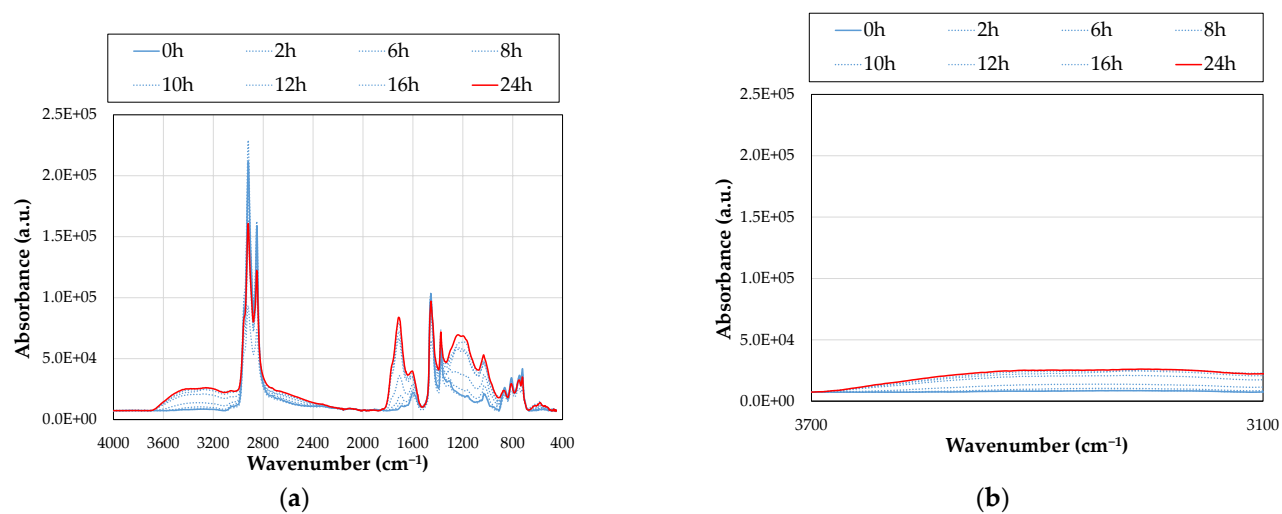 0h 2h 6h 8h
10h 12h 16h 24h
2.5E+05
2.0E+05
1.5E+05
1.0E+05
5.0E+04
0.0E+00
Absorbance (a.u.)
4000 3600 3200 2800 2400 2000 1600 1200 800 400
Wavenumber (cm⁻¹)
(a)
0h 2h 6h 8h
10h 12h 16h 24h
2.5E+05
2.0E+05
1.5E+05
1.0E+05
5.0E+04
0.0E+00
Absorbance (a.u.)
3700 3100
Wavenumber (cm⁻¹)
(b)